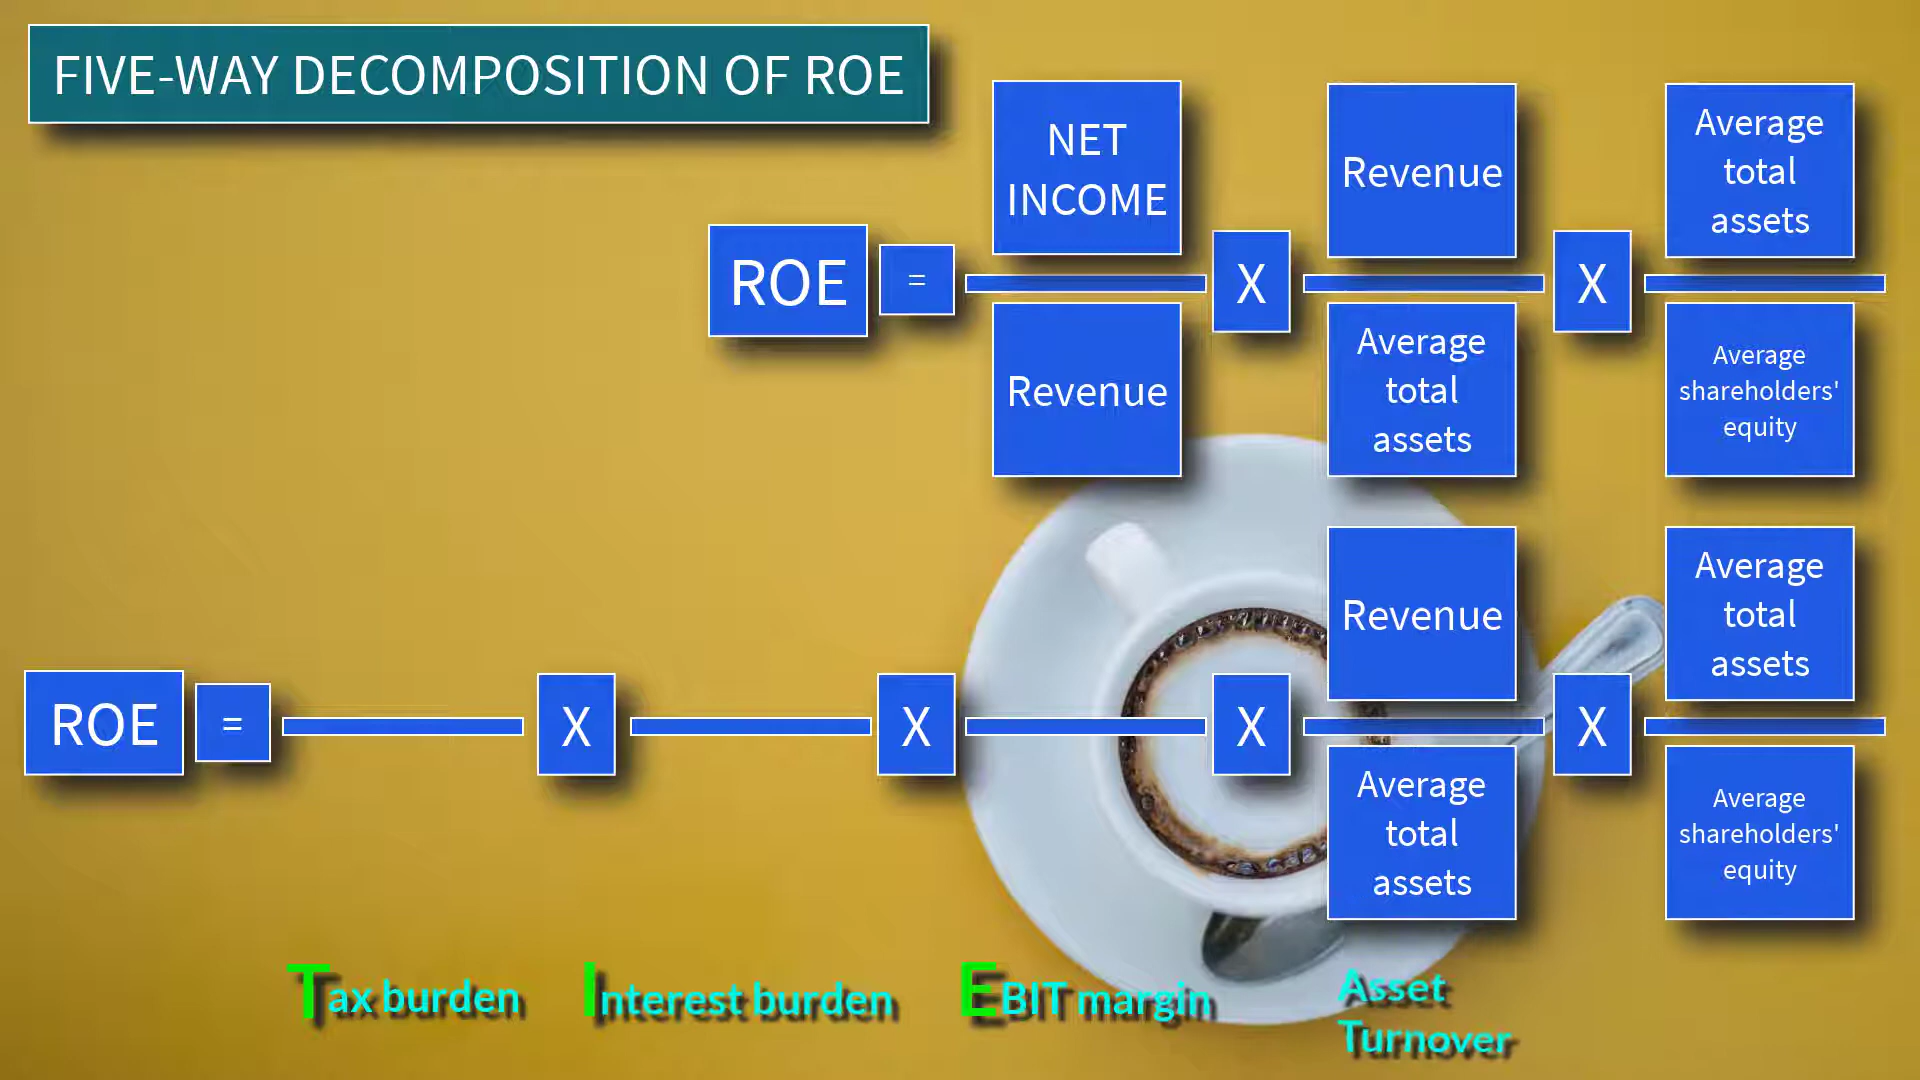 FIVE-WAY DECOMPOSITION OF ROE
ROE
=
NET
INCOME
Revenue
X
Revenue
Average
total
assets
X
Average
total
assets
Average
shareholders'
equity
ROE
=
X
X
X
Revenue
Average
total
assets
X
Average
total
assets
Average
shareholders'
equity
Tax burden
Interest burden
EBIT margin
Asset
Turnover